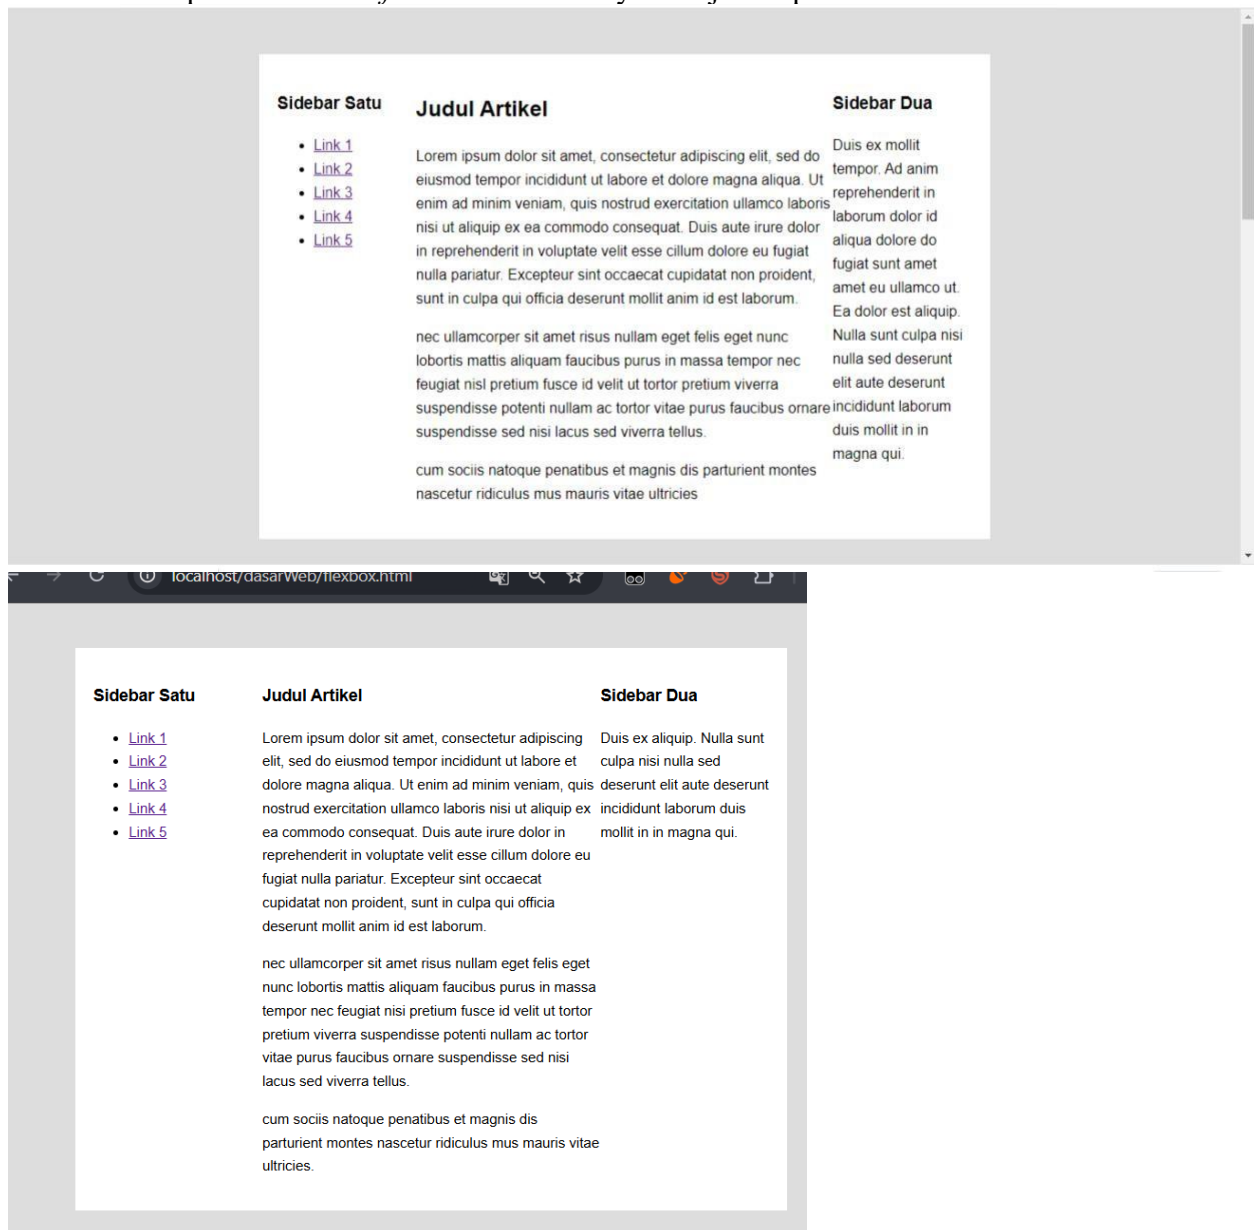 Sidebar Satu
Link 1
Link 2
Link 3
Link 4
Link 5
Judul Artikel
Lorem ipsum dolor sit amet, consectetur adipiscing elit, sed do
eiusmod tempor incididunt ut labore et dolore magna aliqua. Ut
enim ad minim veniam, quis nostrud exercitation ullamco laboris
nisi ut aliquip ex ea commodo consequat. Duis aute irure dolor
in reprehenderit in voluptate velit esse cillum dolore eu fugiat
nulla pariatur. Excepteur sint occaecat cupidatat non proident,
sunt in culpa qui officia deserunt mollit anim id est laborum.
nec ullamcorper sit amet risus nullam eget felis eget nunc
lobortis mattis aliquam faucibus purus in massa tempor nec
feugiat nisl pretium fusce id velit ut tortor pretium viverra
suspendisse potenti nullam ac tortor vitae purus faucibus ornare
suspendisse sed nisi lacus sed viverra tellus.
cum sociis natoque penatibus et magnis dis parturient montes
nascetur ridiculus mus mauris vitae ultricies
Sidebar Dua
Duis ex mollit
tempor. Ad anim
reprehenderit in
laborum dolor id
aliqua dolore do
fugiat sunt amet
amet eu ullamco ut.
Ea dolor est aliquip.
Nulla sunt culpa nisi
nulla sed deserunt
elit aute deserunt
incididunt laborum
duis mollit in in
magna qui.
localhost/dasarWeb/flexbox.html
Sidebar Satu
Link 1
Link 2
Link 3
Link 4
Link 5
Judul Artikel
Lorem ipsum dolor sit amet, consectetur adipiscing
elit, sed do eiusmod tempor incididunt ut labore et
dolore magna aliqua. Ut enim ad minim veniam, quis
nostrud exercitation ullamco laboris nisi ut aliquip ex
ea commodo consequat. Duis aute irure dolor in
reprehenderit in voluptate velit esse cillum dolore eu
fugiat nulla pariatur. Excepteur sint occaecat
cupidatat non proident, sunt in culpa qui officia
deserunt mollit anim id est laborum.
nec ullamcorper sit amet risus nullam eget felis eget
nunc lobortis mattis aliquam faucibus purus in massa
tempor nec feugiat nisi pretium fusce id velit ut tortor
pretium viverra suspendisse potenti nullam ac tortor
vitae purus faucibus ornare suspendisse sed nisi
lacus sed viverra tellus.
cum sociis natoque penatibus et magnis dis
parturient montes nascetur ridiculus mus mauris vitae
ultricies.
Sidebar Dua
Duis ex aliquip. Nulla sunt
culpa nisi nulla sed
deserunt elit aute deserunt
incididunt laborum duis
mollit in in magna qui.